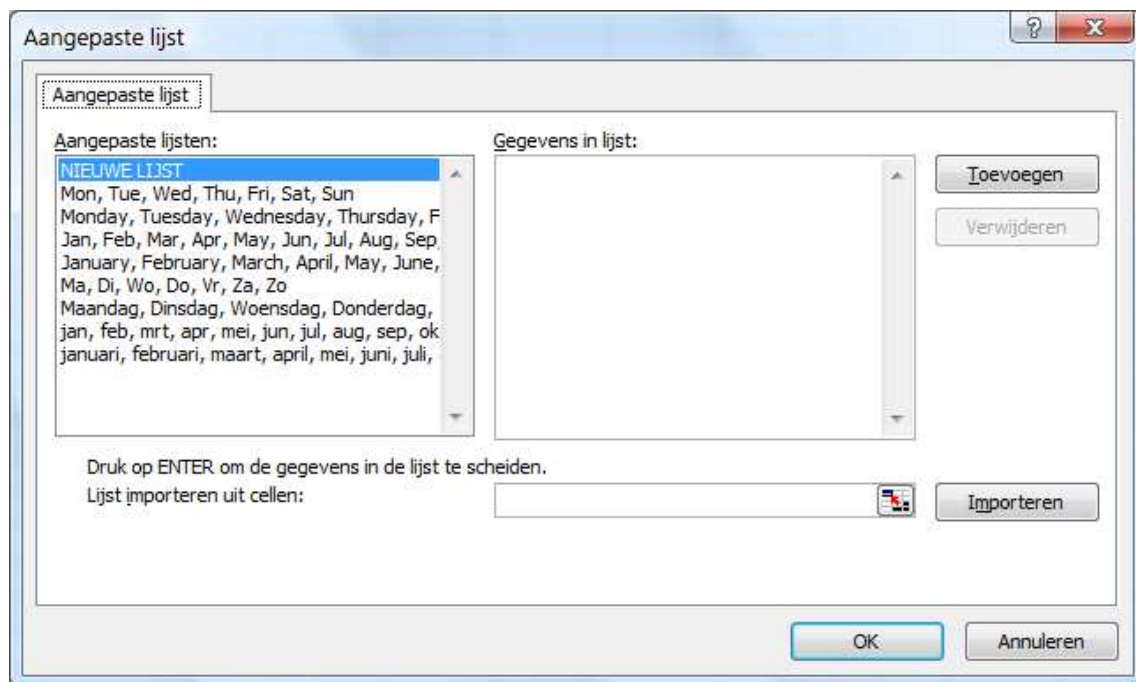 Aangepaste lijst
Aangepaste lijst
Aangepaste lijsten:
NIEUWE LIJST
Mon, Tue, Wed, Thu, Fri, Sat, Sun
Monday, Tuesday, Wednesday, Thursday, F
Jan, Feb, Mar, Apr, May, Jun, Jul, Aug, Sep,
January, February, March, April, May, June,
Ma, Di, Wo, Do, Vr, Za, Zo
Maandag, Dinsdag, Woensdag, Donderdag,
jan, feb, mrt, apr, mei, jun, jul, aug, sep, ok
januari, februari, maart, april, mei, juni, juli,
Gegevens in lijst:
Toevoegen
Verwijderen
Druk op ENTER om de gegevens in de lijst te scheiden.
Lijst importeren uit cellen:
Importeren
OK
Annuleren